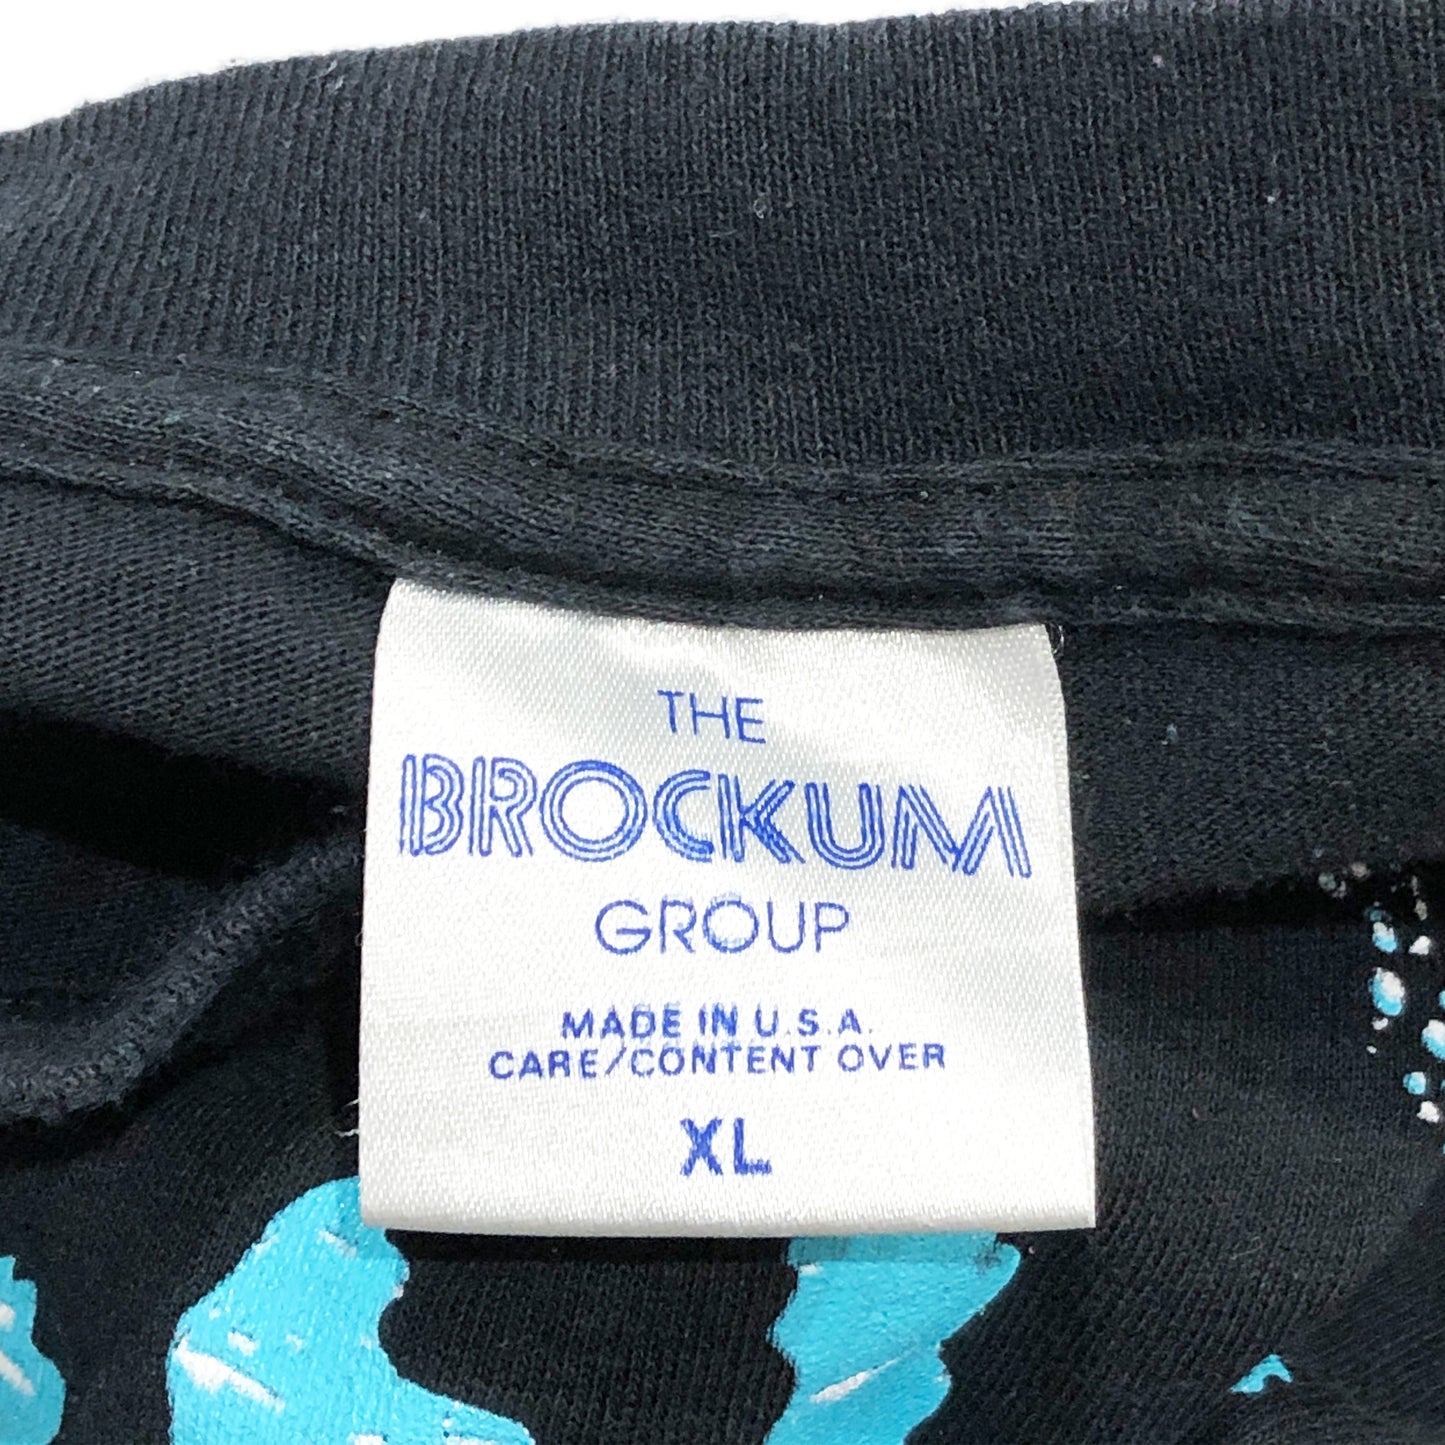 THE
BROCKUM
GROUP
MADE IN U.S.A.
CARE/CONTENT OVER
XL